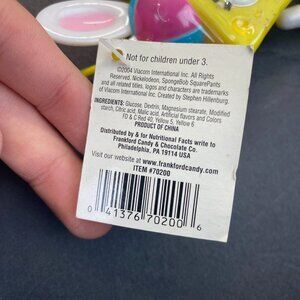 Not for children under 3.
©2004 Viacom International Inc. All Rights
Reserved. Nickelodeon, SpongeBob SquarePants
and all related titles, logos and characters are trademarks
of Viacom International Inc. Created by Stephen Hillenburg.
INGREDIENTS: Glucose, Dextrin, Magnesium stearate, Modified
starch, Citric acid, Malic acid, Artificial flavors and Colors
FD & C Red 40, Yellow 5, Yellow 6
PRODUCT OF CHINA
Distributed by & for Nutritional Facts write to
Frankford Candy & Chocolate Co.
Philadelphia, PA 19114 USA
Visit our website at www.frankfordcandy.com
ITEM #70200
0 41376 70200 6